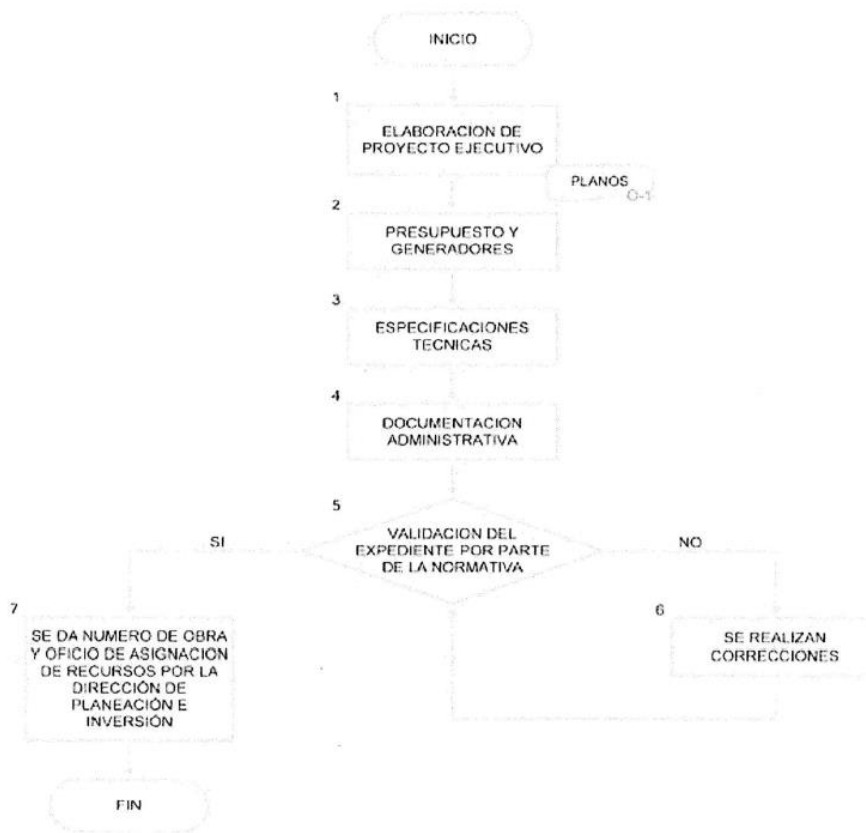 INICIO
1
ELABORACION DE
PROYECTO EJECUTIVO
PLANOS
O-1
2
PRESUPUESTO Y
GENERADORES
3
ESPECIFICACIONES
TECNICAS
4
DOCUMENTACION
ADMINISTRATIVA
5
VALIDACION DEL
EXPEDIENTE POR PARTE
DE LA NORMATIVA
SI
NO
7
SE DA NUMERO DE OBRA
Y OFICIO DE ASIGNACION
DE RECURSOS POR LA
DIRECCIÓN DE
PLANEACIÓN E
INVERSIÓN
6
SE REALIZAN
CORRECCIONES
FIN